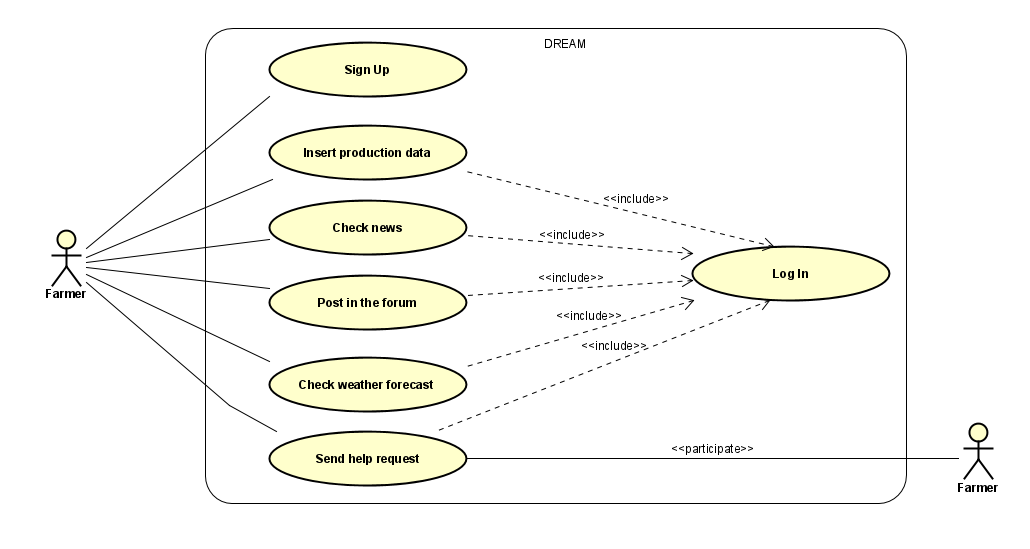 DREAM
Sign Up
Insert production data
<<include>>
Check news
<<include>>
Farmer
Log In
<<include>>
Post in the forum
<<include>>
<<include>>
Check weather forecast
<<participate>>
Send help request
Farmer